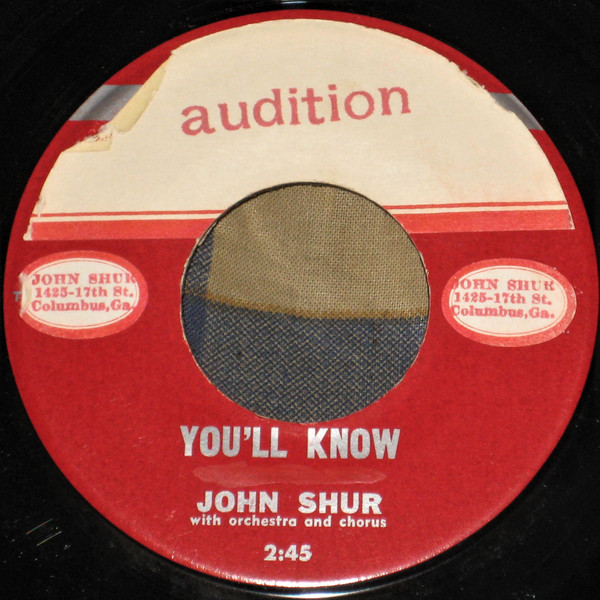 audition
JOHN SHUR
1425-17th St.
Columbus,Ga.
JOHN SHUR
1425-17th St.
Columbus,Ga.
YOU'LL KNOW
JOHN SHUR
with orchestra and chorus
2:45